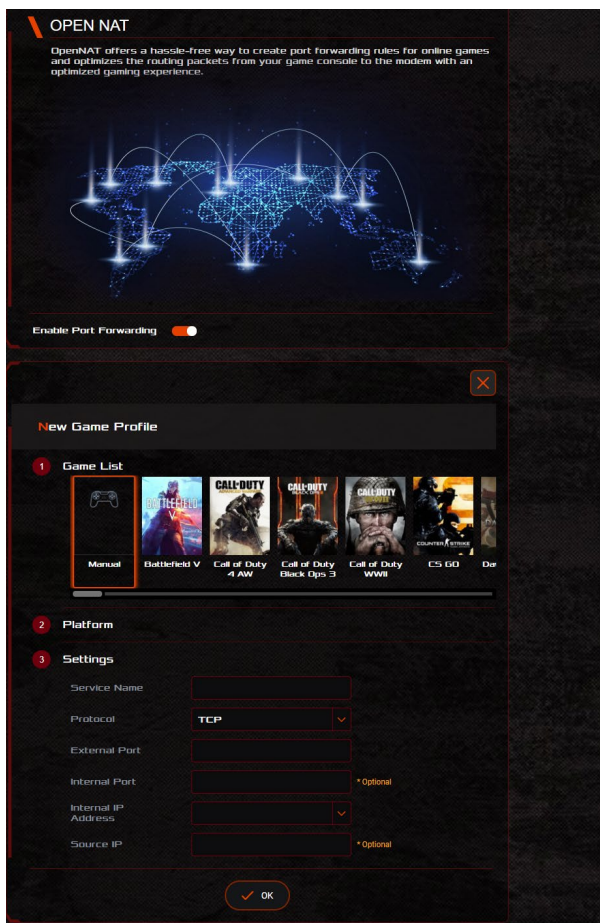 OPEN NAT
OpenNAT offers a hassle-free way to create port forwarding rules for online games
and optimizes the routing packets from your game console to the modem with an
optimized gaming experience.
Enable Port Forwarding
New Game Profile
1 Game List
BATTLEFIELD
V
CALL OF DUTY
ADVANCED WARFARE
CALL OF DUTY
BLACK OPS
CALL OF DUTY
WWII
COUNTER STRIKE
Manual
Battlefield V
Call of Duty
4 AW
Call of Duty
Black Ops 3
Call of Duty
WWII
CS GO
2 Platform
3 Settings
Service Name
Protocol TCP
External Port
Internal Port * Optional
Internal IP
Address
Source IP * Optional
OK